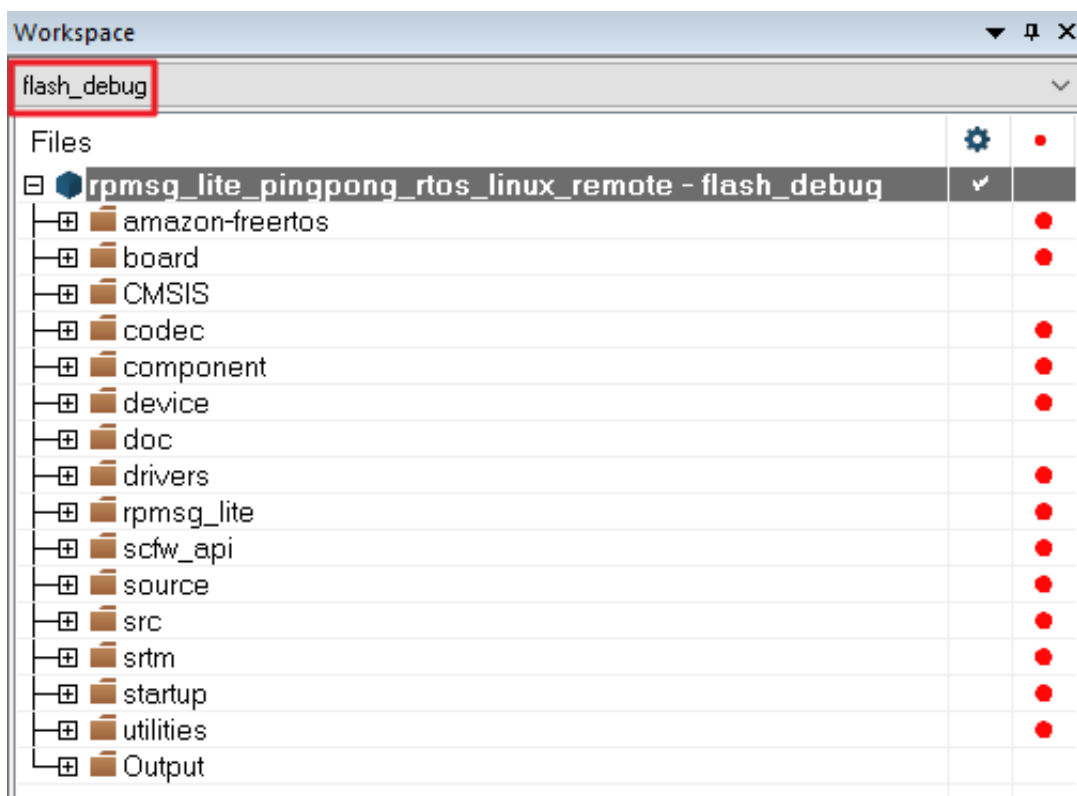 Workspace
flash_debug
Files
rpmsg_lite_pingpong_rtos_linux_remote - flash_debug
amazon-freertos
board
CMSIS
codec
component
device
doc
drivers
rpmsg_lite
scfw_api
source
src
srtm
startup
utilities
Output